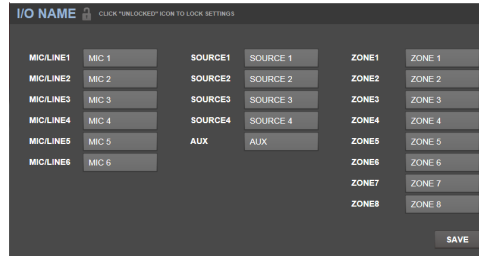 I/O NAME CLICK "UNLOCKED" ICON TO LOCK SETTINGS
MIC/LINE1 MIC 1 SOURCE1 SOURCE 1 ZONE1 ZONE 1
MIC/LINE2 MIC 2 SOURCE2 SOURCE 2 ZONE2 ZONE 2
MIC/LINE3 MIC 3 SOURCE3 SOURCE 3 ZONE3 ZONE 3
MIC/LINE4 MIC 4 SOURCE4 SOURCE 4 ZONE4 ZONE 4
MIC/LINE5 MIC 5 AUX AUX ZONE5 ZONE 5
MIC/LINE6 MIC 6 ZONE6 ZONE 6
ZONE7 ZONE 7
ZONE8 ZONE 8
SAVE